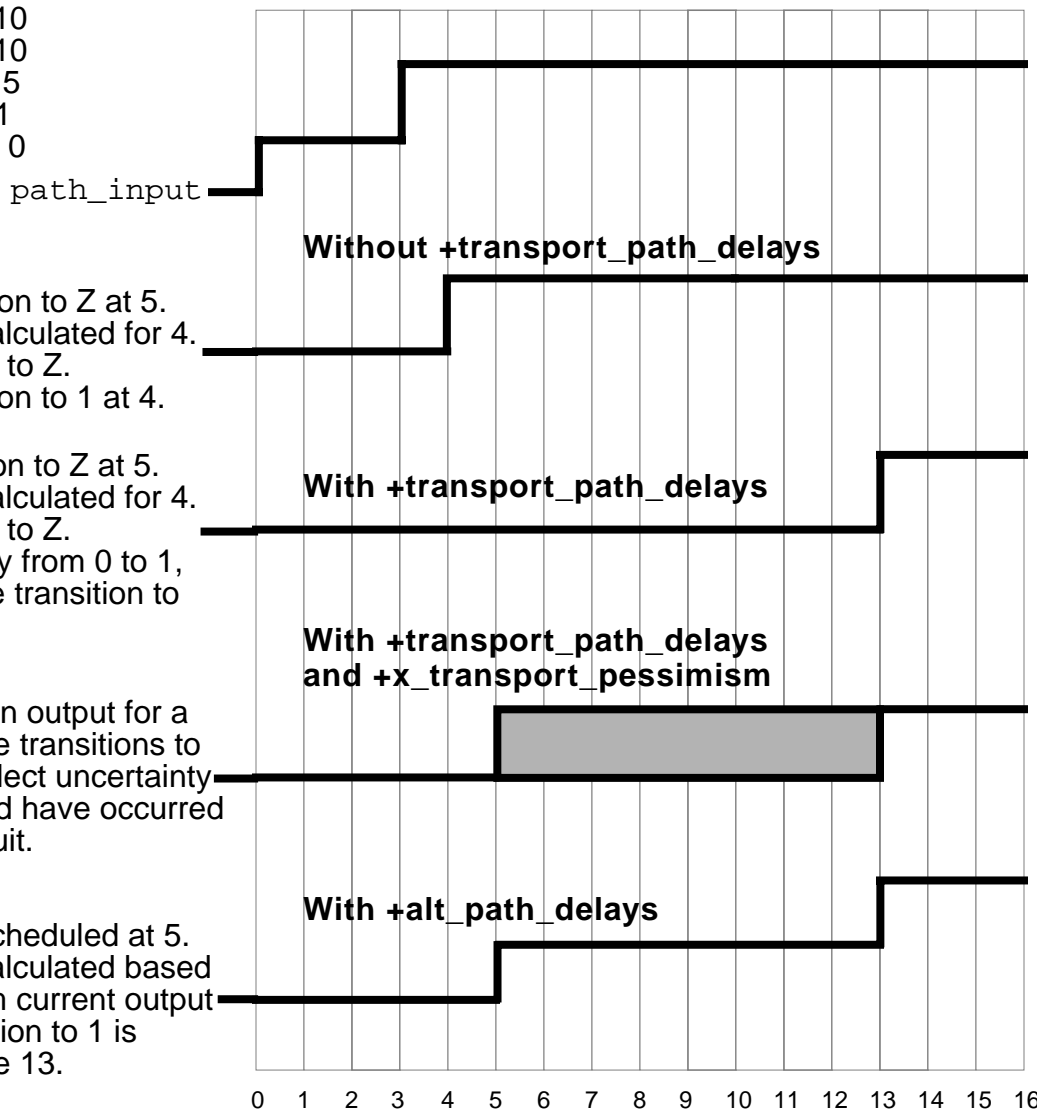 10
10
5
1
0
path_input
Without +transport_path_delays
on to Z at 5.
alculated for 4.
to Z.
on to 1 at 4.
on to Z at 5.
alculated for 4.
to Z.
y from 0 to 1,
e transition to
With +transport_path_delays
With +transport_path_delays
and +x_transport_pessimism
n output for a
e transitions to
lect uncertainty
d have occurred
uit.
With +alt_path_delays
cheduled at 5.
alculated based
n current output
ion to 1 is
e 13.
0 1 2 3 4 5 6 7 8 9 10 11 12 13 14 15 16